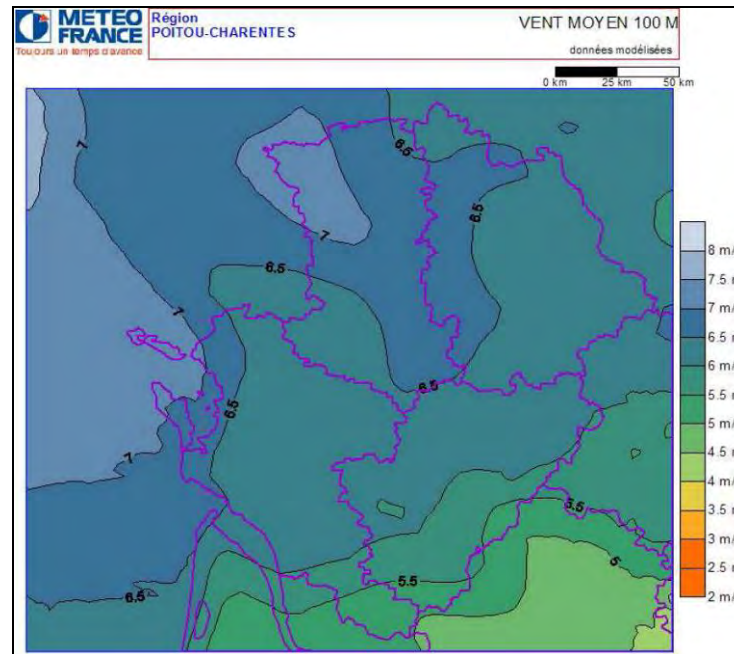 METEO
FRANCE
Toujours un temps d'avance
Région
POITOU-CHARENTES
VENT MOYEN 100 M
données modélisées
0 km 25 km 50 km
7
6.5
7
6.5
6.5
7
6.5
6.5
7
5.5
5
5.5
6.5
8 m/
7.5 m
7 m/
6.5 m
6 m/
5.5 m
5 m/
4.5 m
4 m/
3.5 m
3 m/
2.5 m
2 m/